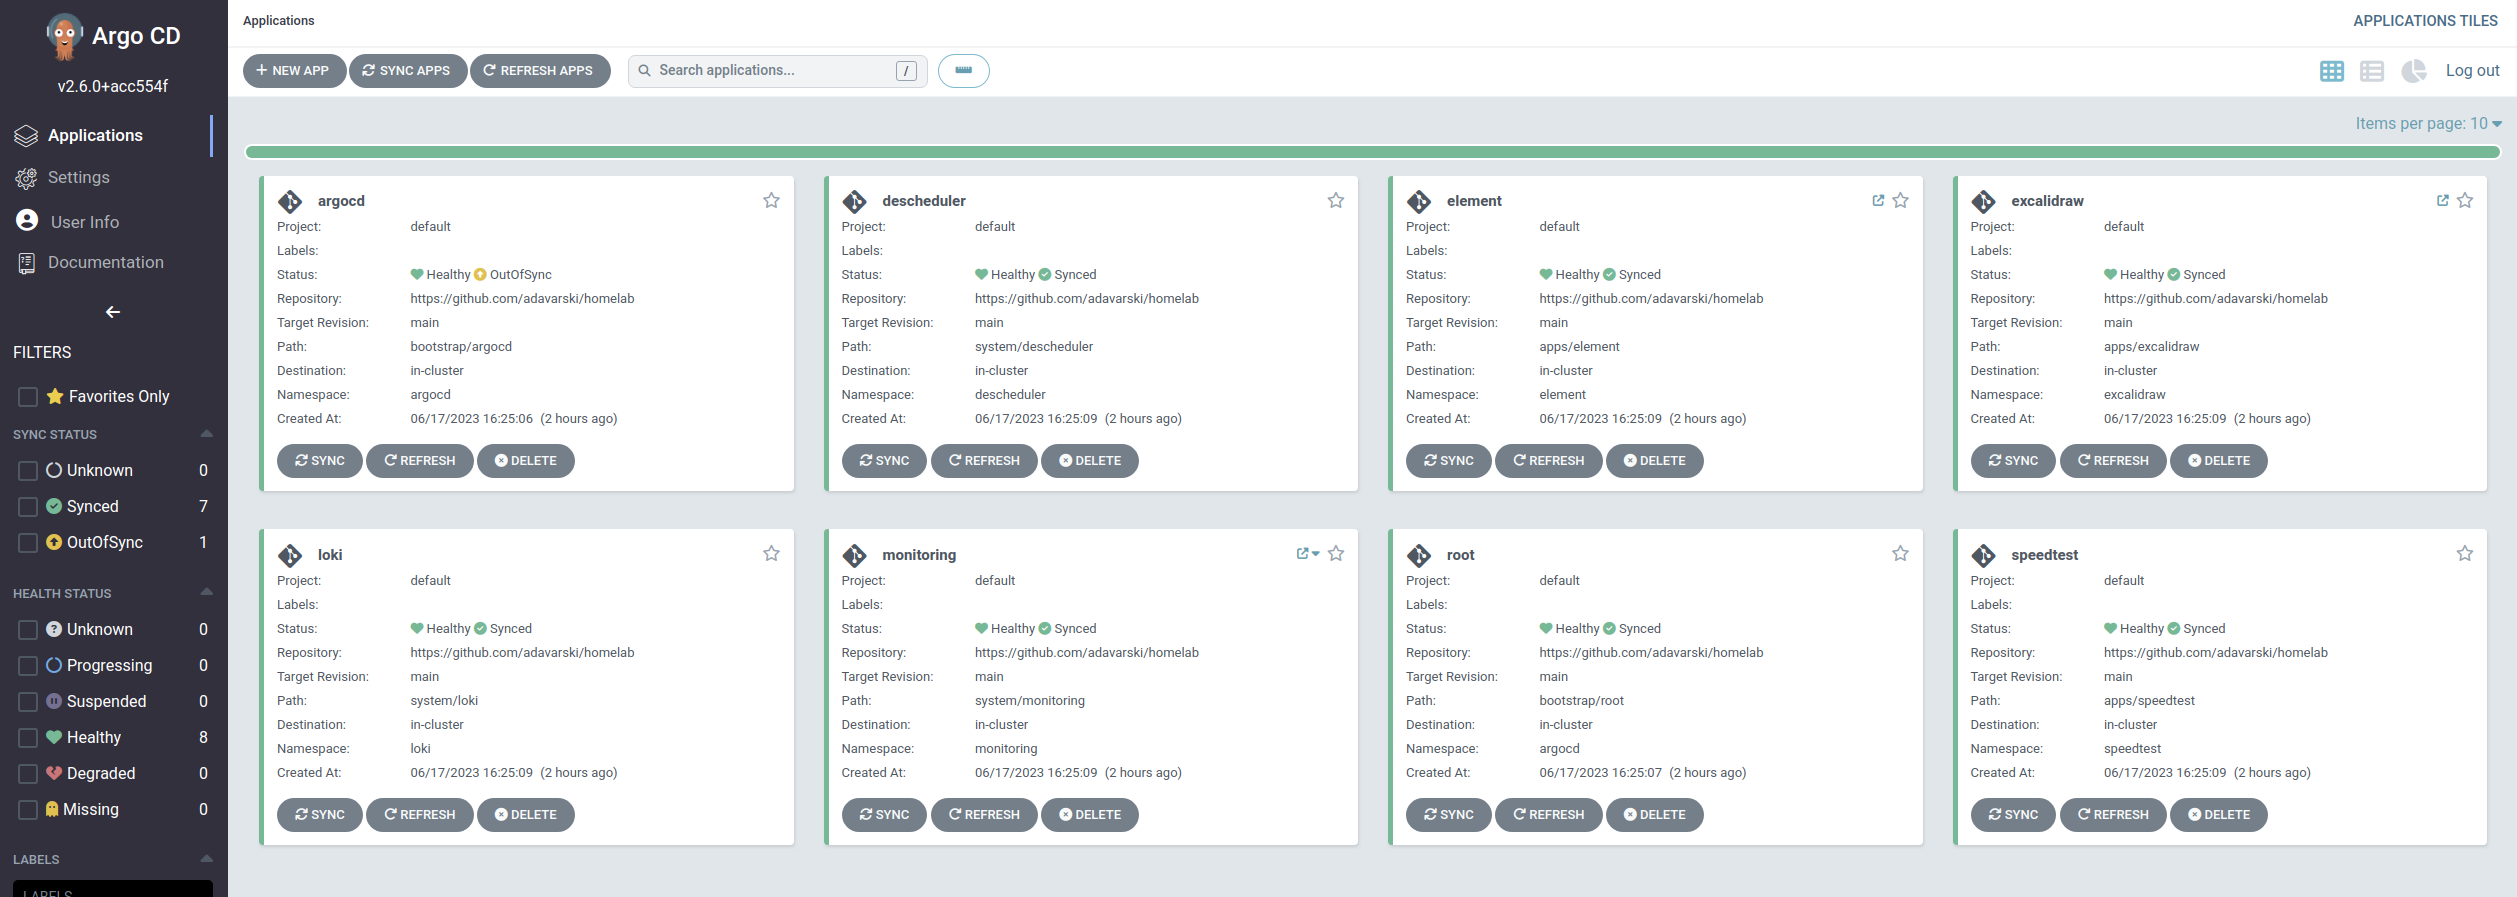 Argo CD
v2.6.0+acc554f
Applications
Settings
User Info
Documentation
FILTERS
Favorites Only
SYNC STATUS
Unknown 0
Synced 7
OutOfSync 1
HEALTH STATUS
Unknown 0
Progressing 0
Suspended 0
Healthy 8
Degraded 0
Missing 0
LABELS
LABELS
Applications
APPLICATIONS TILES
+ NEW APP SYNC APPS REFRESH APPS Search applications... / Log out
Items per page: 10
argocd
Project: default
Labels:
Status: Healthy OutOfSync
Repository: https://github.com/adavarski/homelab
Target Revision: main
Path: bootstrap/argocd
Destination: in-cluster
Namespace: argocd
Created At: 06/17/2023 16:25:06 (2 hours ago)
SYNC REFRESH DELETE
descheduler
Project: default
Labels:
Status: Healthy Synced
Repository: https://github.com/adavarski/homelab
Target Revision: main
Path: system/descheduler
Destination: in-cluster
Namespace: descheduler
Created At: 06/17/2023 16:25:09 (2 hours ago)
SYNC REFRESH DELETE
element
Project: default
Labels:
Status: Healthy Synced
Repository: https://github.com/adavarski/homelab
Target Revision: main
Path: apps/element
Destination: in-cluster
Namespace: element
Created At: 06/17/2023 16:25:09 (2 hours ago)
SYNC REFRESH DELETE
excalidraw
Project: default
Labels:
Status: Healthy Synced
Repository: https://github.com/adavarski/homelab
Target Revision: main
Path: apps/excalidraw
Destination: in-cluster
Namespace: excalidraw
Created At: 06/17/2023 16:25:09 (2 hours ago)
SYNC REFRESH DELETE
loki
Project: default
Labels:
Status: Healthy Synced
Repository: https://github.com/adavarski/homelab
Target Revision: main
Path: system/loki
Destination: in-cluster
Namespace: loki
Created At: 06/17/2023 16:25:09 (2 hours ago)
SYNC REFRESH DELETE
monitoring
Project: default
Labels:
Status: Healthy Synced
Repository: https://github.com/adavarski/homelab
Target Revision: main
Path: system/monitoring
Destination: in-cluster
Namespace: monitoring
Created At: 06/17/2023 16:25:09 (2 hours ago)
SYNC REFRESH DELETE
root
Project: default
Labels:
Status: Healthy Synced
Repository: https://github.com/adavarski/homelab
Target Revision: main
Path: bootstrap/root
Destination: in-cluster
Namespace: argocd
Created At: 06/17/2023 16:25:07 (2 hours ago)
SYNC REFRESH DELETE
speedtest
Project: default
Labels:
Status: Healthy Synced
Repository: https://github.com/adavarski/homelab
Target Revision: main
Path: apps/speedtest
Destination: in-cluster
Namespace: speedtest
Created At: 06/17/2023 16:25:09 (2 hours ago)
SYNC REFRESH DELETE